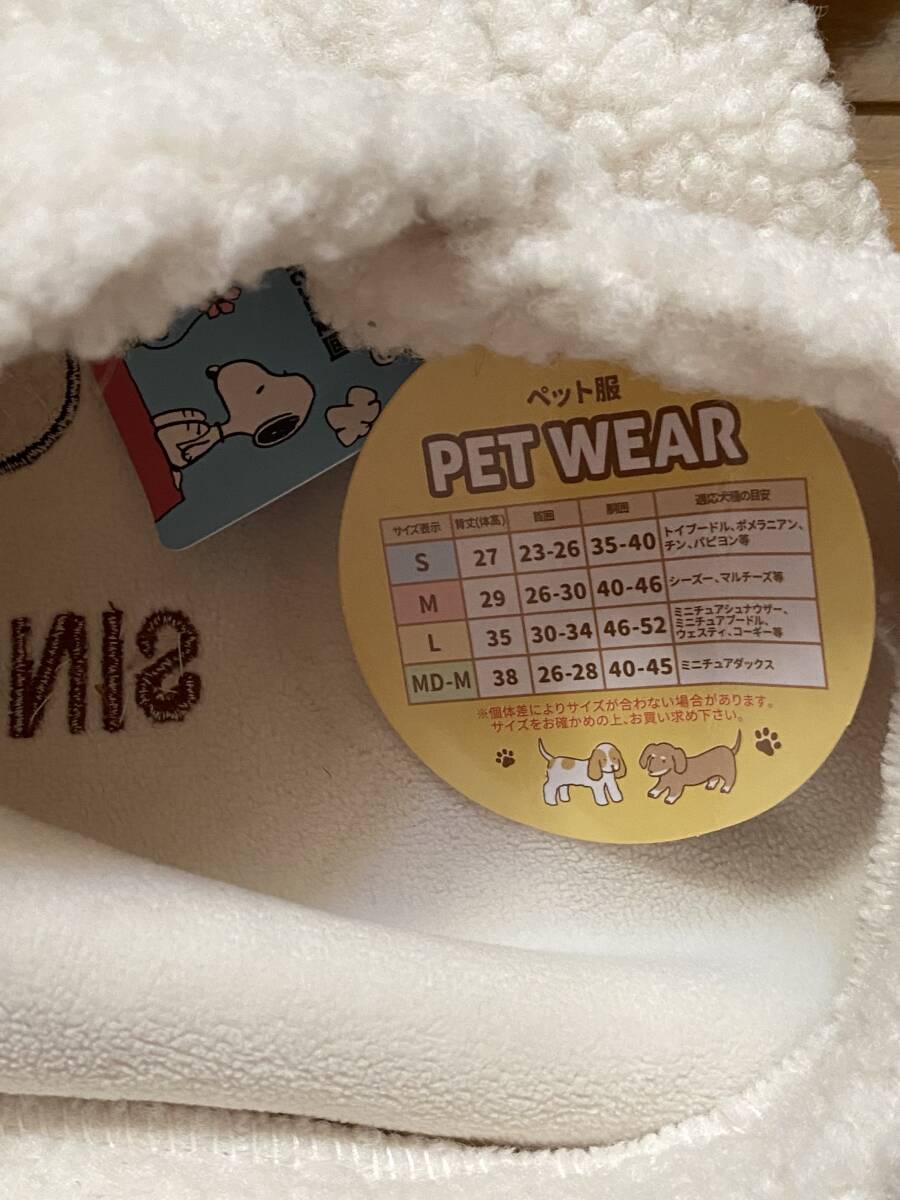 ペット服
PET WEAR
サイズ表示 背丈(体高) 首囲 胴囲 適応犬種の目安
S 27 23-26 35-40 トイプードル、ポメラニアン、
チン、パピヨン等
M 29 26-30 40-46 シーズー、マルチーズ等
L 35 30-34 46-52 ミニチュアシュナウザー、
ミニチュアプードル、
ウェスティ、コーギー等
MD-M 38 26-28 40-45 ミニチュアダックス
※個体差によりサイズが合わない場合があります。
サイズをお確かめの上、お買い求め下さい。